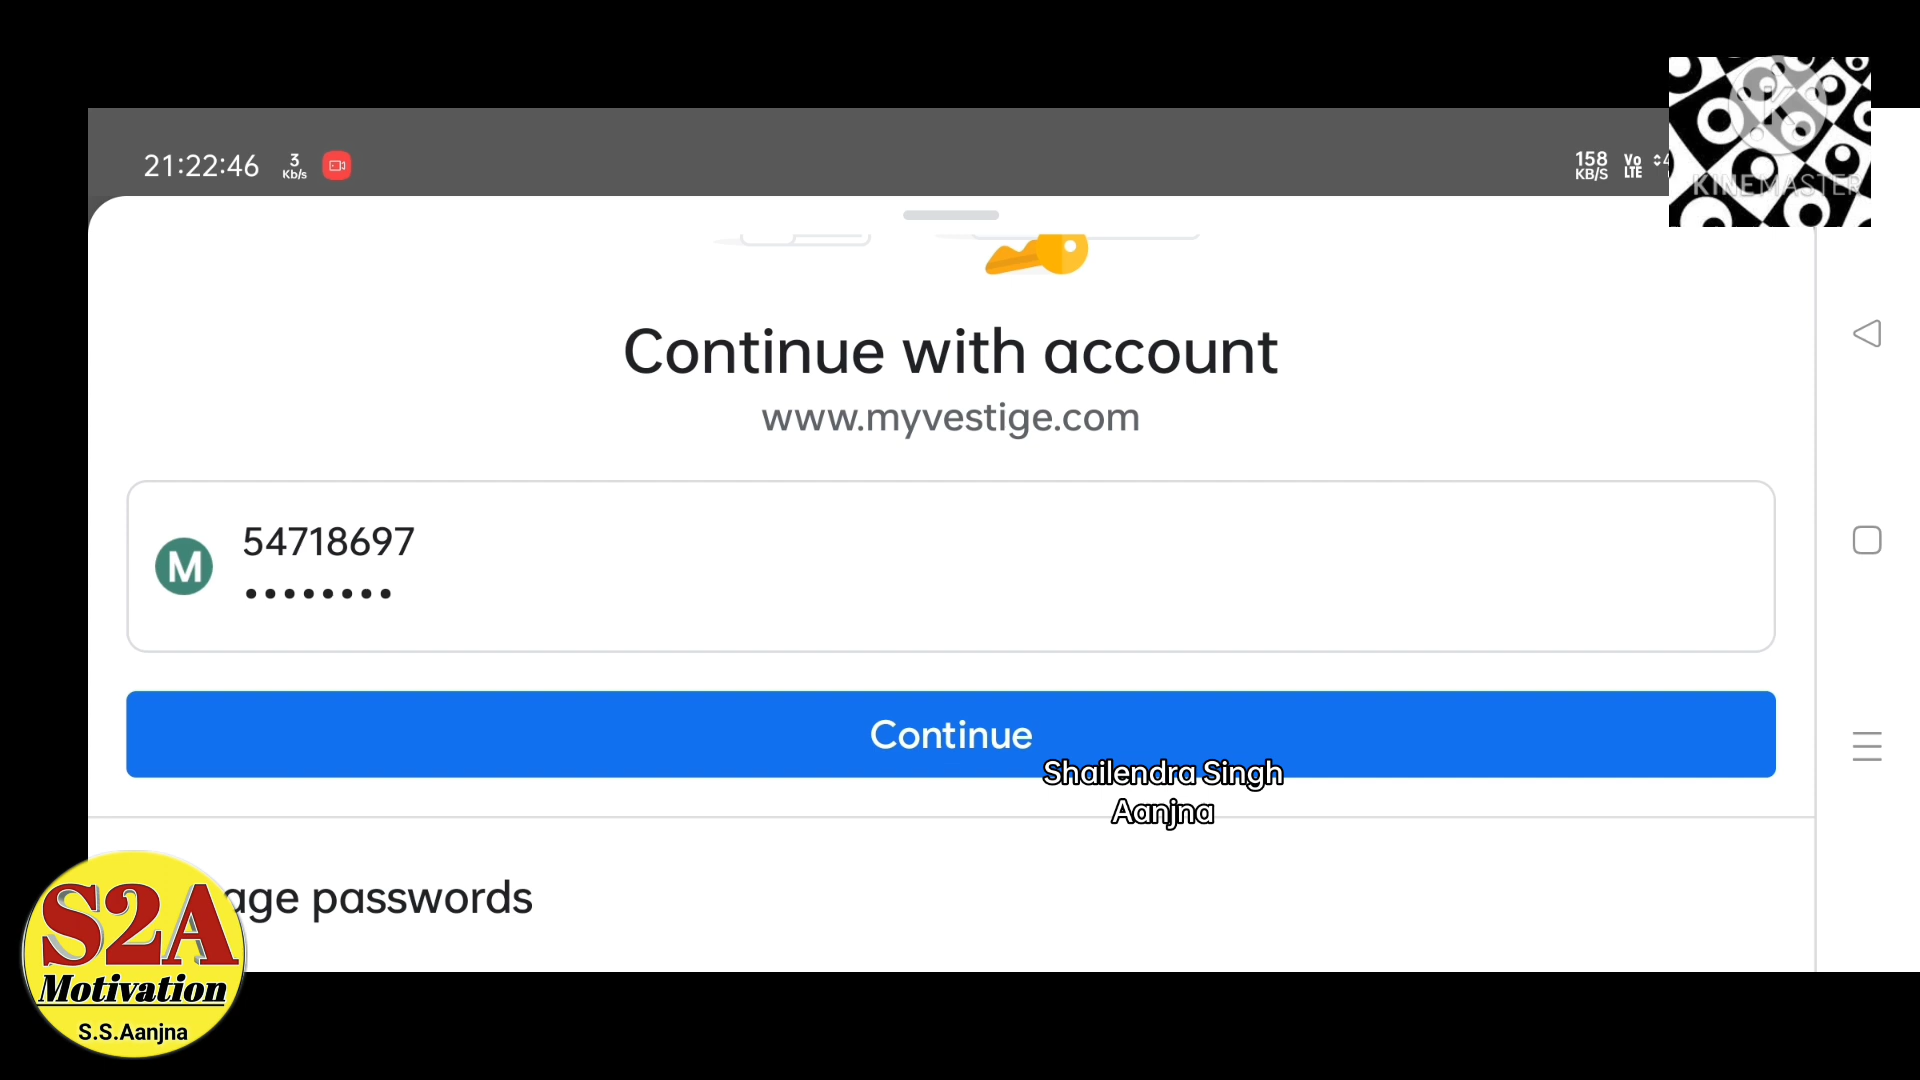 21:22:46
3
Kb/s
158
KB/S
Vo
LTE
K
KINEMASTER
Continue with account
www.myvestige.com
M
54718697
••••••••
Continue
Shailendra Singh
Aanjna
age passwords
S2A
Motivation
S.S.Aanjna